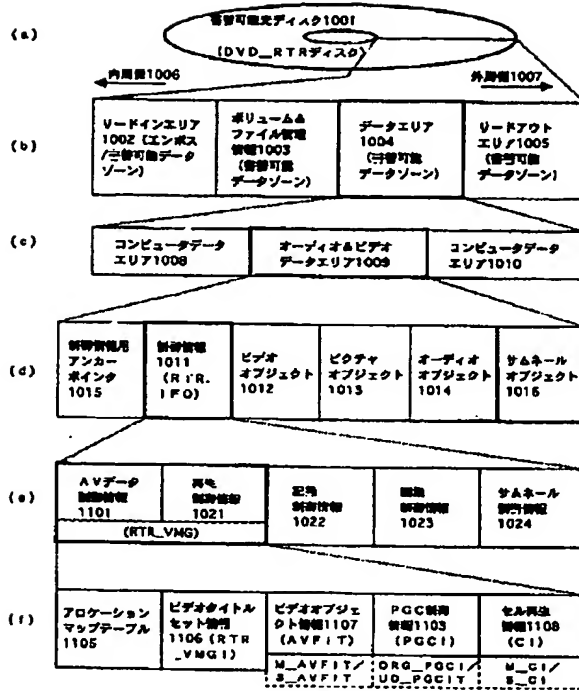 (a)
書替可能光ディスク1001
(DVD_RTRディスク)
内周側1006
外周側1007
(b)
リードインエリア
1002(エンボス
/書替可能データ
ゾーン)
ボリューム&
ファイル管理
情報1003
(書替可能
データゾーン)
データエリア
1004
(書替可能
データゾーン)
リードアウト
エリア1005
(書替可能
データゾーン)
(c)
コンピュータデータ
エリア1008
オーディオ&ビデオ
データエリア1009
コンピュータデータ
エリア1010
(d)
制御情報用
アンカー
ポインタ
1015
制御情報
1011
(RTR.
IFO)
ビデオ
オブジェクト
1012
ピクチャ
オブジェクト
1013
オーディオ
オブジェクト
1014
サムネール
オブジェクト
1016
(e)
AVデータ
制御情報
1101
再生
制御情報
1021
(RTR_VMG)
記録
制御情報
1022
編集
制御情報
1023
サムネール
制御情報
1024
(f)
アロケーション
マップテーブル
1105
ビデオタイトル
セット情報
1106(RTR
_VMGI)
ビデオオブジェ
クト情報1107
(AVFIT)
M_AVFIT/
S_AVFIT
PGC制御
情報1103
(PGCI)
ORG_PGCI/
UD_PGCIT
セル再生
情報1108
(CI)
M_CI/
S_CI